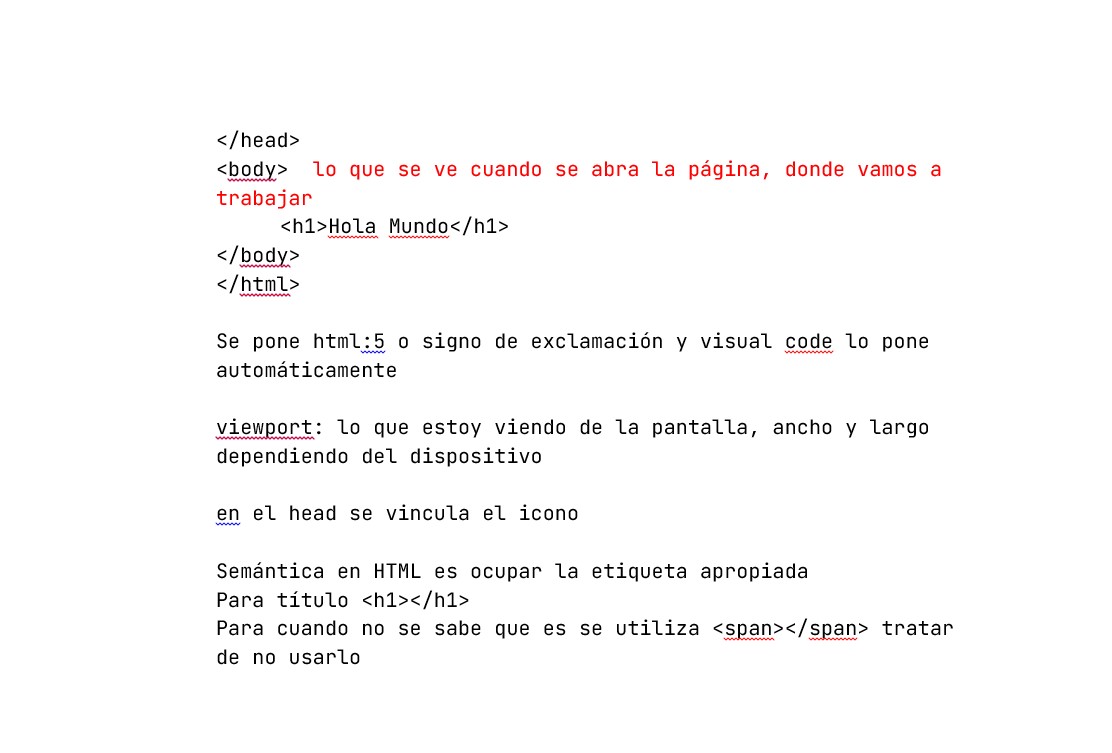 </head>
<body>  lo que se ve cuando se abra la página, donde vamos a
trabajar
<h1>Hola Mundo</h1>
</body>
</html>
Se pone html:5 o signo de exclamación y visual code lo pone
automáticamente
viewport: lo que estoy viendo de la pantalla, ancho y largo
dependiendo del dispositivo
en el head se vincula el icono
Semántica en HTML es ocupar la etiqueta apropiada
Para título <h1></h1>
Para cuando no se sabe que es se utiliza <span></span> tratar
de no usarlo